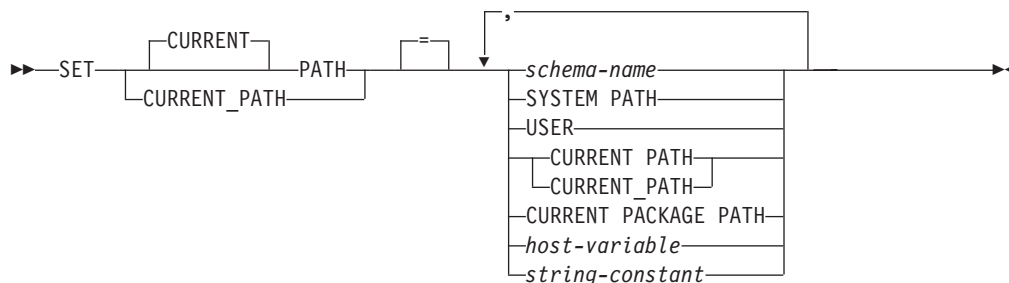 ,
CURRENT =
SET PATH schema-name
CURRENT_PATH SYSTEM PATH
USER
CURRENT PATH
CURRENT_PATH
CURRENT PACKAGE PATH
host-variable
string-constant